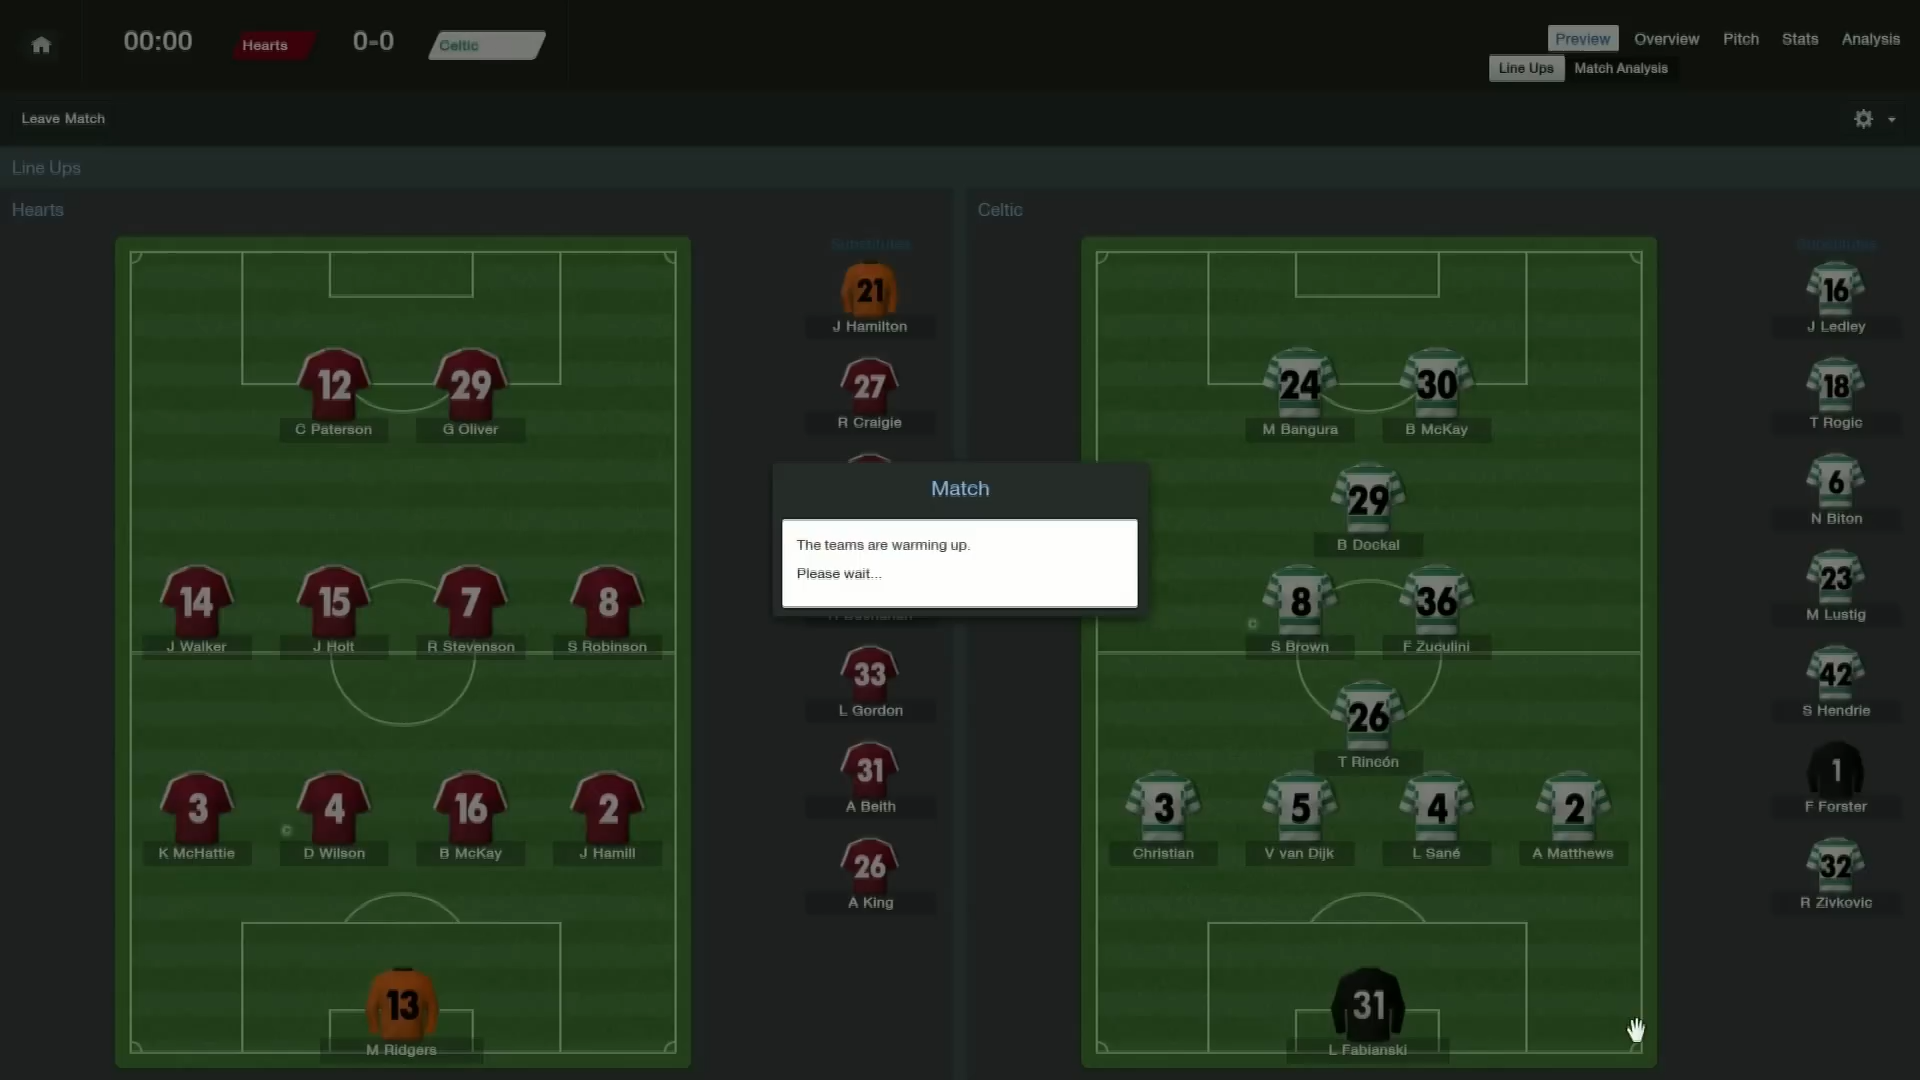 00:00
Hearts
0-0
Celtic
Preview
Overview
Pitch
Stats
Analysis
Line Ups
Match Analysis
Leave Match
Line Ups
Hearts
Substitutes
12
C Paterson
29
G Oliver
14
J Walker
15
J Holt
7
R Stevenson
8
S Robinson
3
K McHattie
C
4
D Wilson
16
B McKay
2
J Hamill
13
M Ridgers
21
J Hamilton
27
R Craigie
33
L Gordon
31
A Beith
26
A King
Match
The teams are warming up.
Please wait...
Celtic
Substitutes
24
M Bangura
30
B McKay
29
B Dockal
C
8
S Brown
36
F Zuculini
26
T Rincón
3
Christian
5
V van Dijk
4
L Sané
2
A Matthews
31
L Fabianski
16
J Ledley
18
T Rogic
6
N Biton
23
M Lustig
42
S Hendrie
1
F Forster
32
R Zivkovic